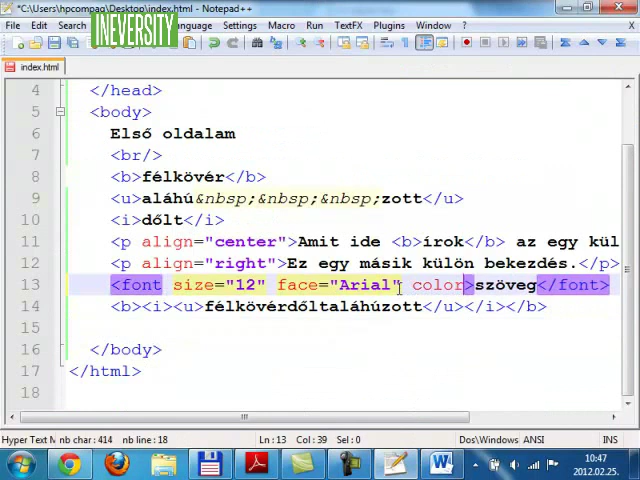 *C:\Users\hpcompaq\Desktop\index.html - Notepad++
File Edit Search Language Settings Macro Run TextFX Plugins Window ?
INEVERSITY
index.html
4 </head>
5 <body>
6 Első oldalam
7 <br/>
8 <b>félkövér</b>
9 <u>aláhú&nbsp;&nbsp;&nbsp;zott</u>
10 <i>dőlt</i>
11 <p align="center">Amit ide <b>írok</b> az egy kül
12 <p align="right">Ez egy másik külön bekezdés.</p>
13 <font size="12" face="Arial" color>szöveg</font>
14 <b><i><u>félkövérdőltaláhúzott</u></i></b>
15
16 </body>
17 </html>
18
Hyper Text M nb char : 414 nb line : 18 Ln : 13 Col : 39 Sel : 0 Dos\Windows ANSI INS
10:47
2012.02.25.